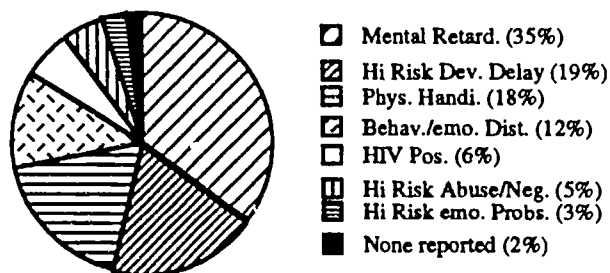 Mental Retard. (35%)
Hi Risk Dev. Delay (19%)
Phys. Handi. (18%)
Behav./emo. Dist. (12%)
HIV Pos. (6%)
Hi Risk Abuse/Neg. (5%)
Hi Risk emo. Probs. (3%)
None reported (2%)